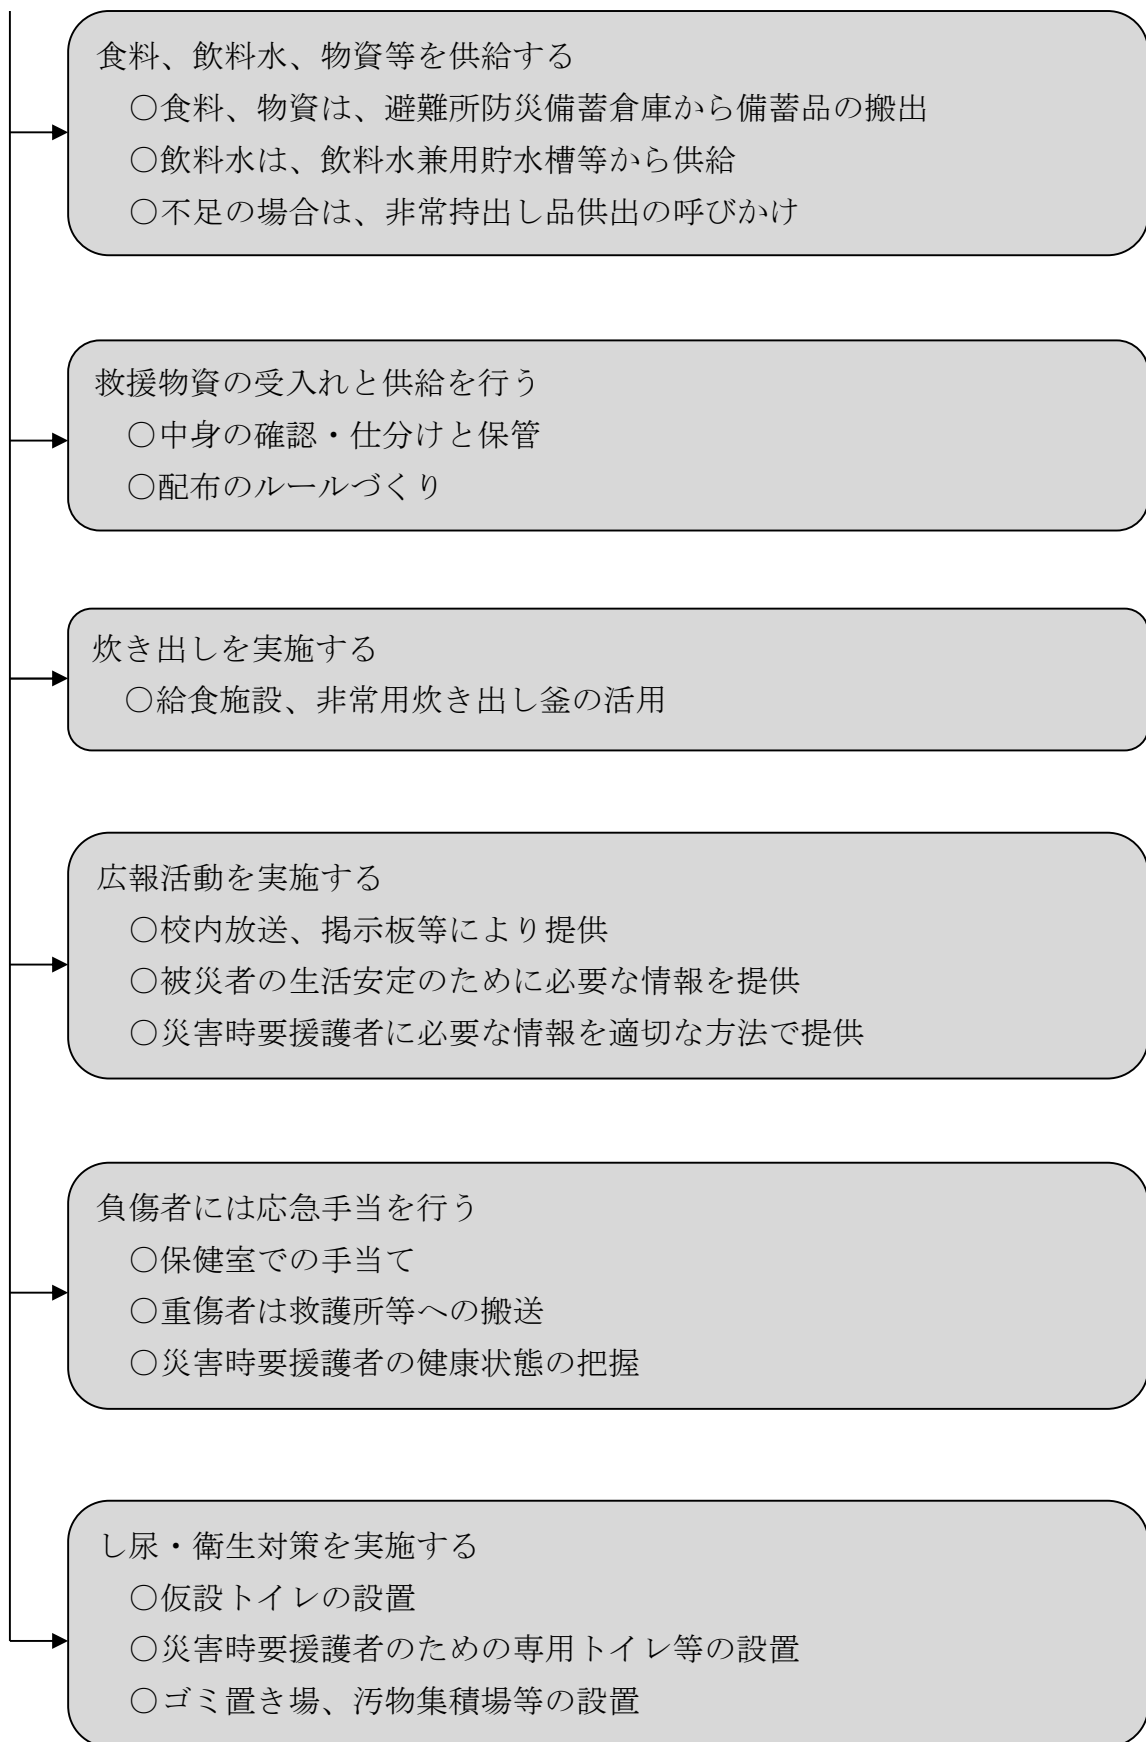 食料、飲料水、物資等を供給する
○食料、物資は、避難所防災備蓄倉庫から備蓄品の搬出
○飲料水は、飲料水兼用貯水槽等から供給
○不足の場合は、非常持出し品供出の呼びかけ
救援物資の受入れと供給を行う
○中身の確認・仕分けと保管
○配布のルールづくり
炊き出しを実施する
○給食施設、非常用炊き出し釜の活用
広報活動を実施する
○校内放送、掲示板等により提供
○被災者の生活安定のために必要な情報を提供
○災害時要援護者に必要な情報を適切な方法で提供
負傷者には応急手当を行う
○保健室での手当て
○重傷者は救護所等への搬送
○災害時要援護者の健康状態の把握
し尿・衛生対策を実施する
○仮設トイレの設置
○災害時要援護者のための専用トイレ等の設置
○ゴミ置き場、汚物集積場等の設置